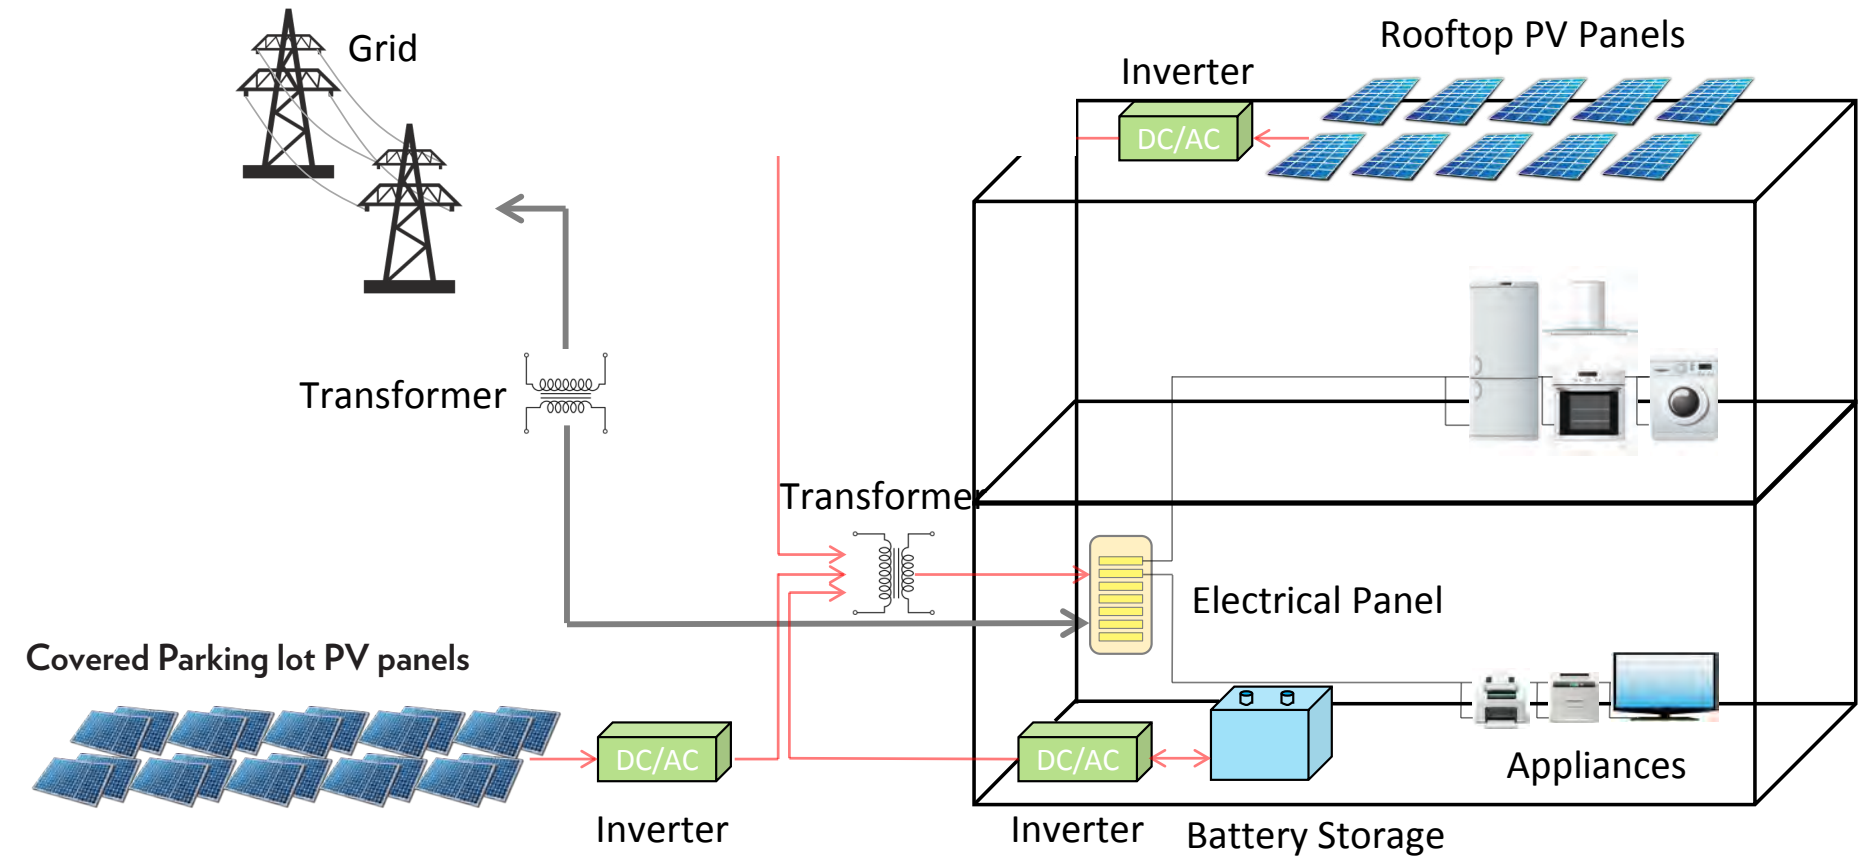 Grid
Rooftop PV Panels
Inverter
DC/AC
Transformer
Transformer
Electrical Panel
Covered Parking lot PV panels
DC/AC
DC/AC
Appliances
Inverter
Inverter
Battery Storage